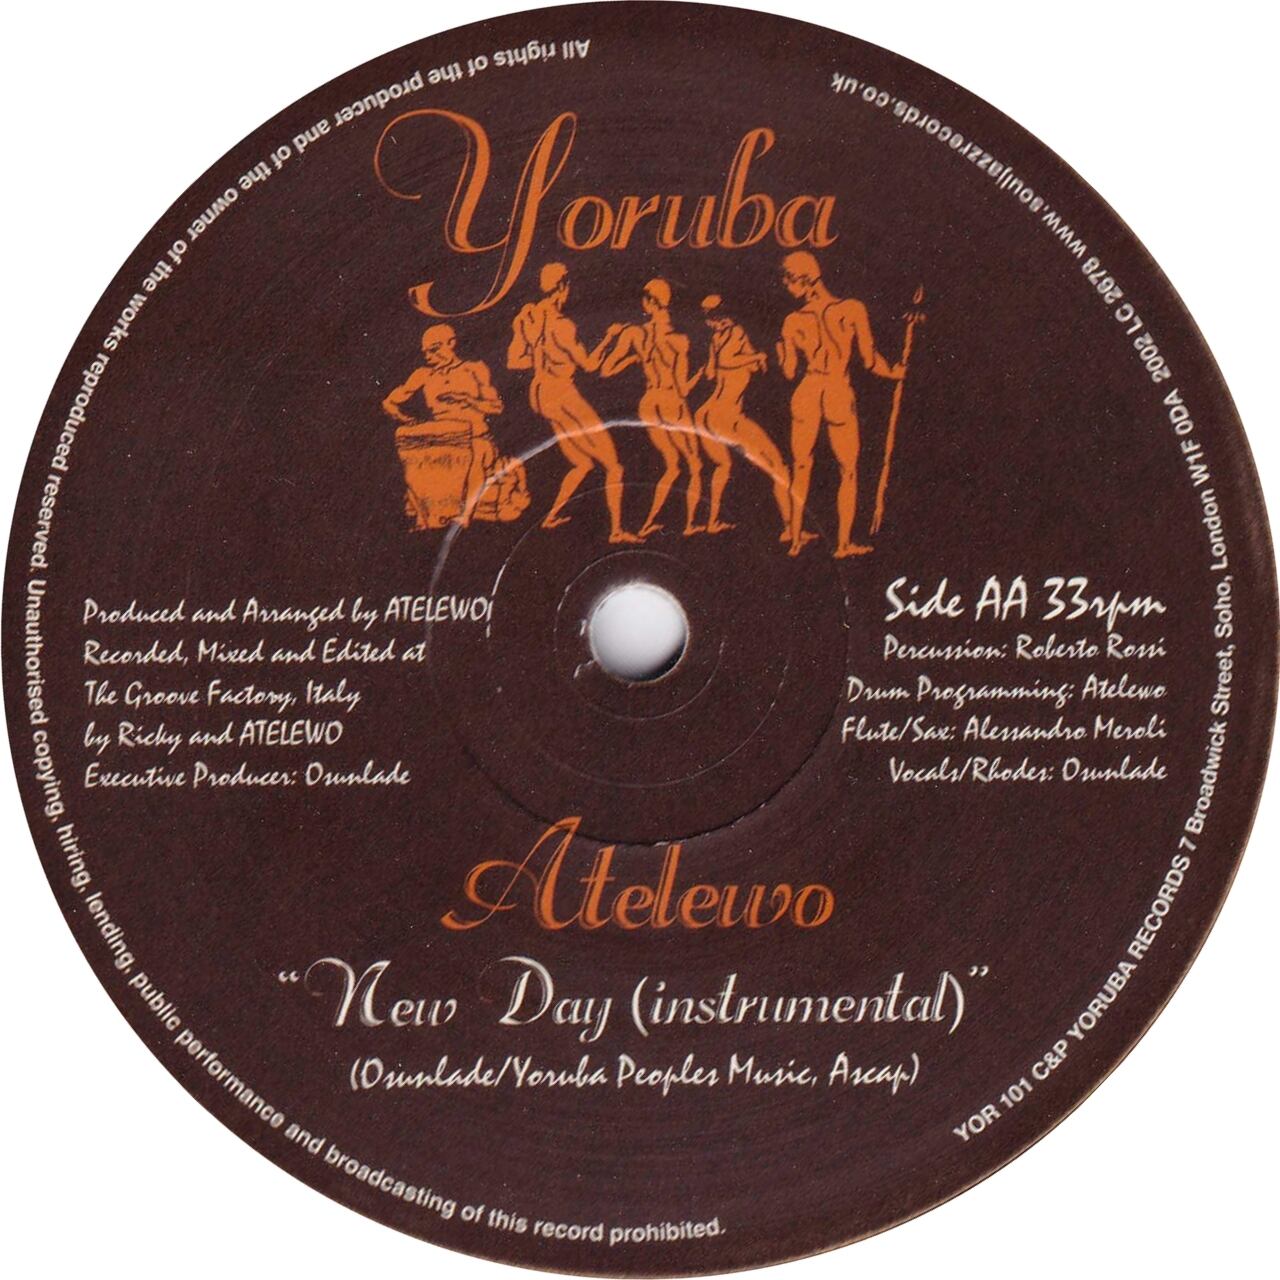 Yoruba
Produced and Arranged by ATELEWO
Recorded, Mixed and Edited at
The Groove Factory, Italy
by Ricky and ATELEWO
Executive Producer: Osunlade
Side AA 33rpm
Percussion: Roberto Rossi
Drum Programming: Atelewo
Flute/Sax: Alessandro Meroli
Vocals/Rhodes: Osunlade
Atelewo
“New Day (instrumental)”
(Osunlade/Yoruba Peoples Music, Ascap)
All rights of the producer and of the owner of the works reproduced reserved. Unauthorised copying, hiring, lending, public performance and broadcasting of this record prohibited.
YOR 101 C&P YORUBA RECORDS 7 Broadwick Street, Soho, London W1F 0DA 2002 LC 2678 www.souljazzrecords.co.uk